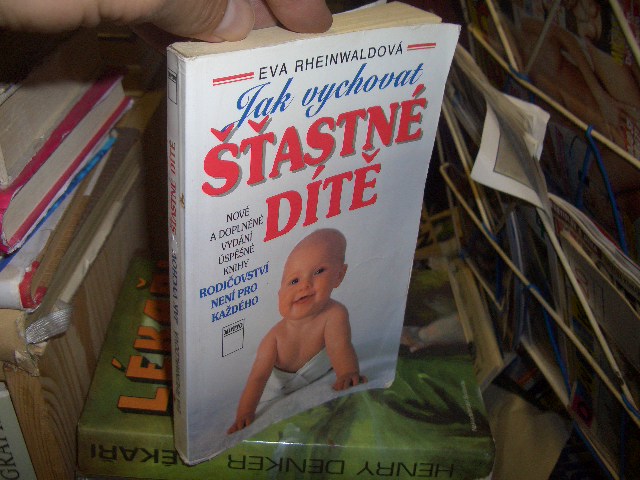 EVA RHEINWALDOVÁ
Jak vychovat
ŠŤASTNÉ
DÍTĚ
NOVÉ
A DOPLNĚNÉ
VYDÁNÍ
ÚSPĚŠNÉ
KNIHY
RODIČOVSTVÍ
NENÍ PRO
KAŽDÉHO
ŠŤASTNÉ DÍTĚ
HENRY DENKER